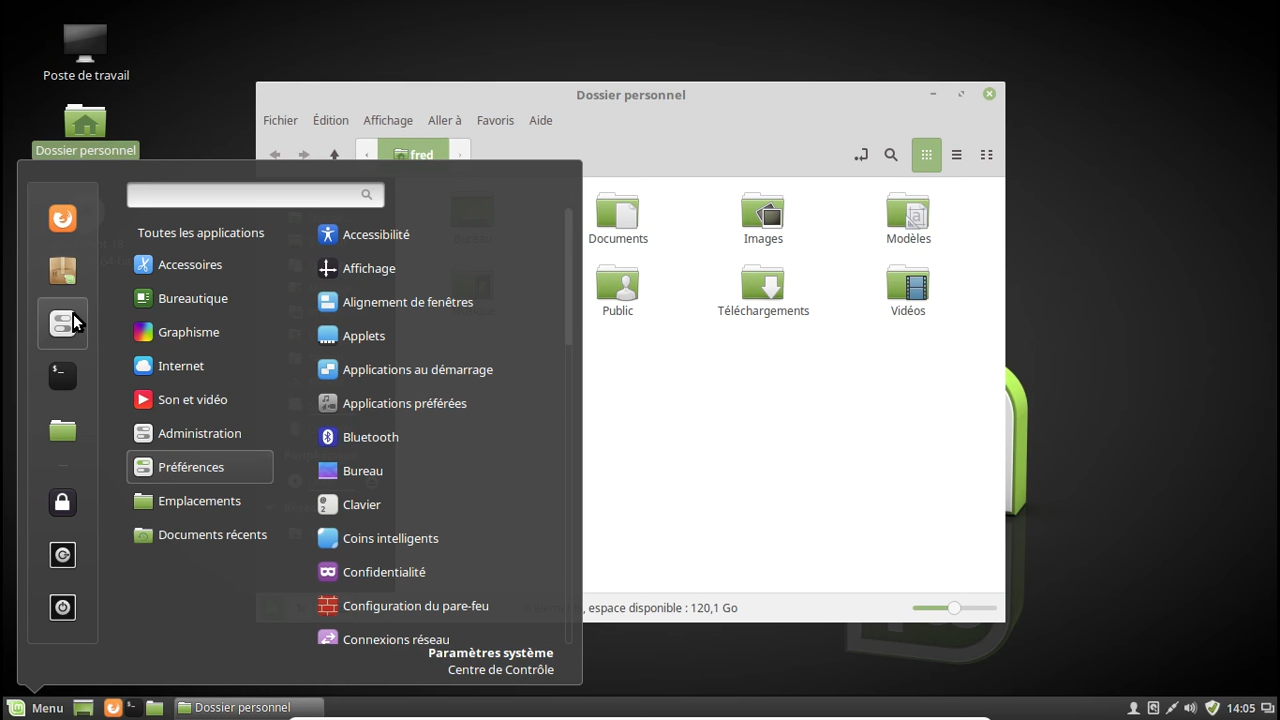 Poste de travail
Dossier personnel
Dossier personnel
Fichier Édition Affichage Aller à Favoris Aide
fred
Documents Images Modèles
Public Téléchargements Vidéos
, espace disponible : 120,1 Go
Toutes les applications
Accessoires
Bureautique
Graphisme
Internet
Son et vidéo
Administration
Préférences
Emplacements
Documents récents
Accessibilité
Affichage
Alignement de fenêtres
Applets
Applications au démarrage
Applications préférées
Bluetooth
Bureau
Clavier
Coins intelligents
Confidentialité
Configuration du pare-feu
Connexions réseau
Paramètres système
Centre de Contrôle
Menu Dossier personnel 14:05